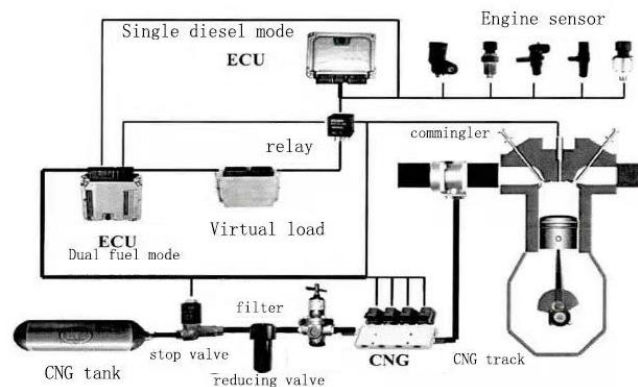 Single diesel mode
ECU
Engine sensor
relay
commingler
ECU
Dual fuel mode
Virtual load
CNG tank
stop valve
filter
reducing valve
CNG
CNG track